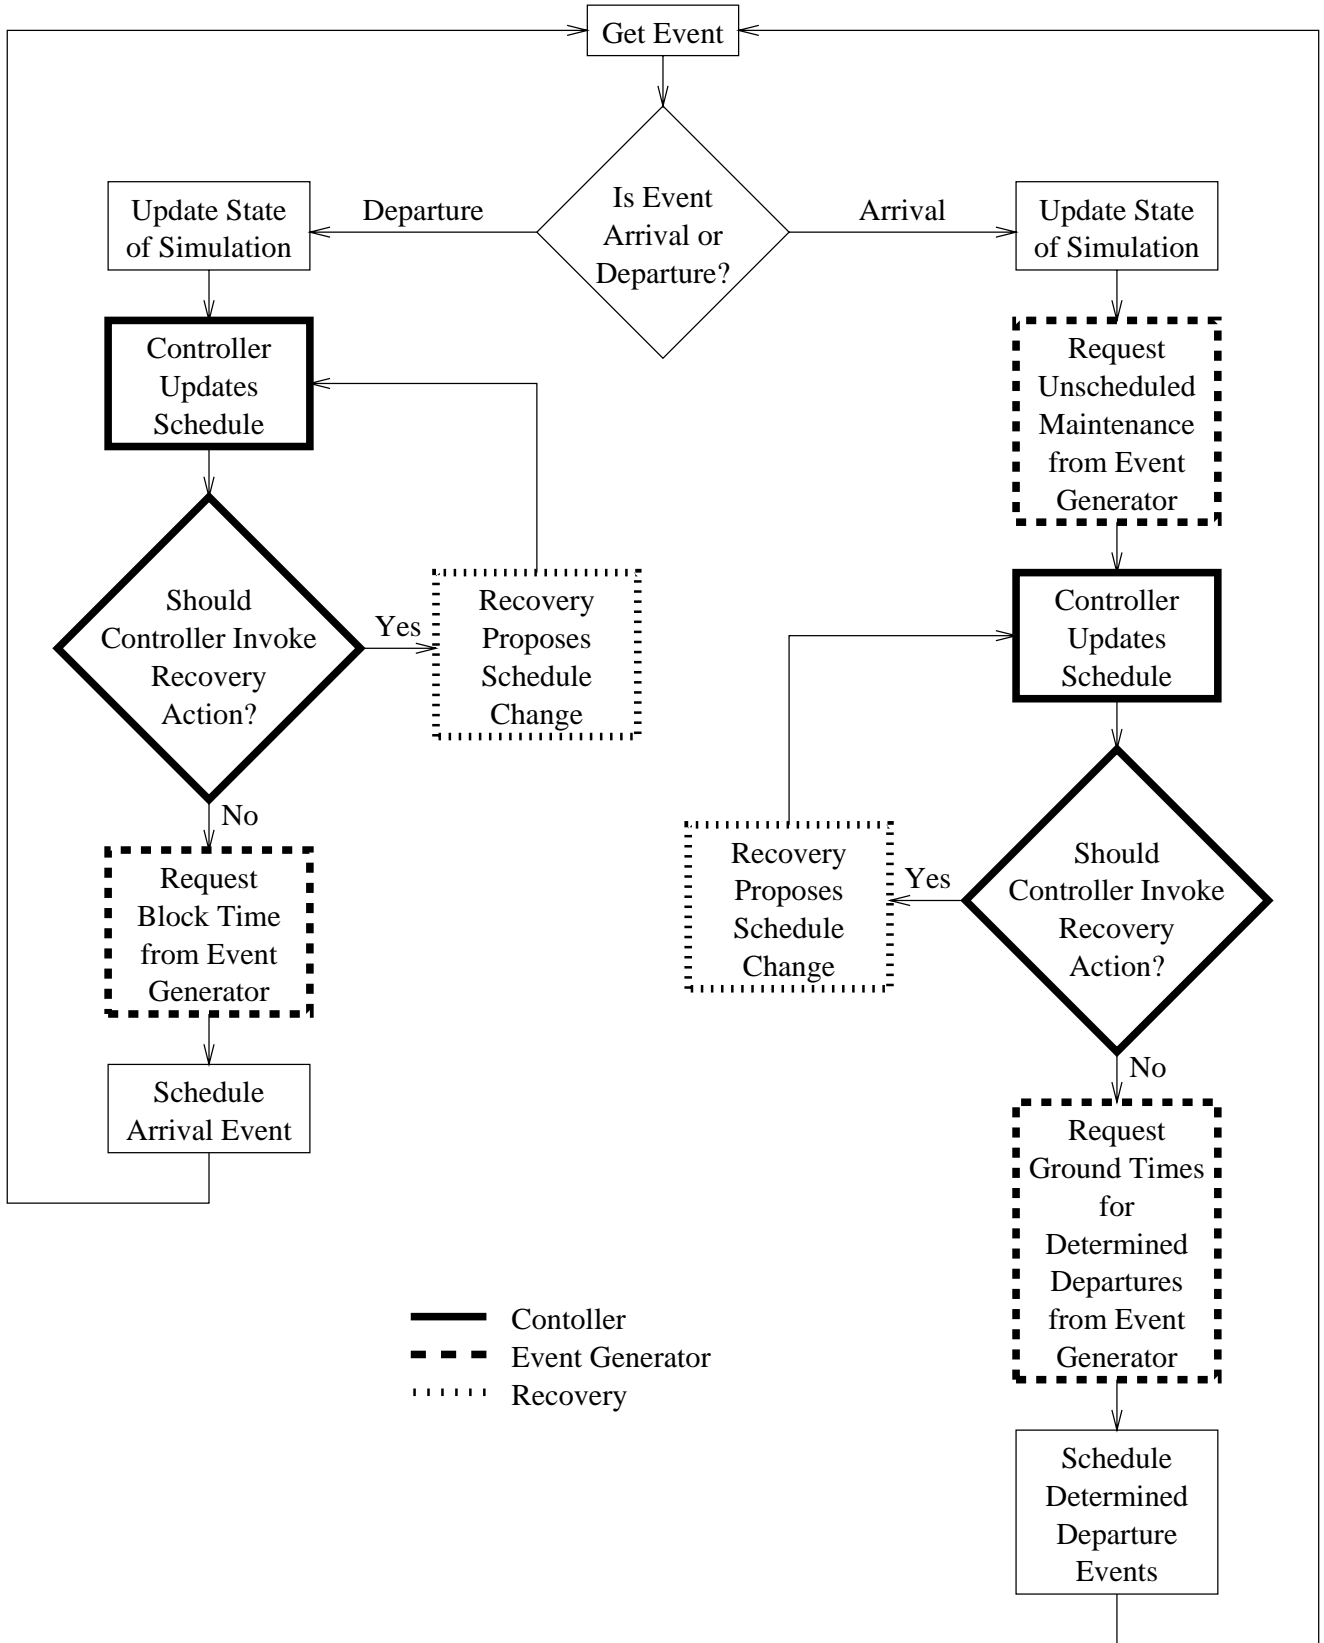 Get Event
Is Event
Arrival or
Departure?
Departure
Arrival
Update State
of Simulation
Controller
Updates
Schedule
Should
Controller Invoke
Recovery
Action?
Yes
Recovery
Proposes
Schedule
Change
No
Request
Block Time
from Event
Generator
Schedule
Arrival Event
Update State
of Simulation
Request
Unscheduled
Maintenance
from Event
Generator
Controller
Updates
Schedule
Should
Controller Invoke
Recovery
Action?
Yes
Recovery
Proposes
Schedule
Change
No
Request
Ground Times
for
Determined
Departures
from Event
Generator
Schedule
Determined
Departure
Events
Contoller
Event Generator
Recovery